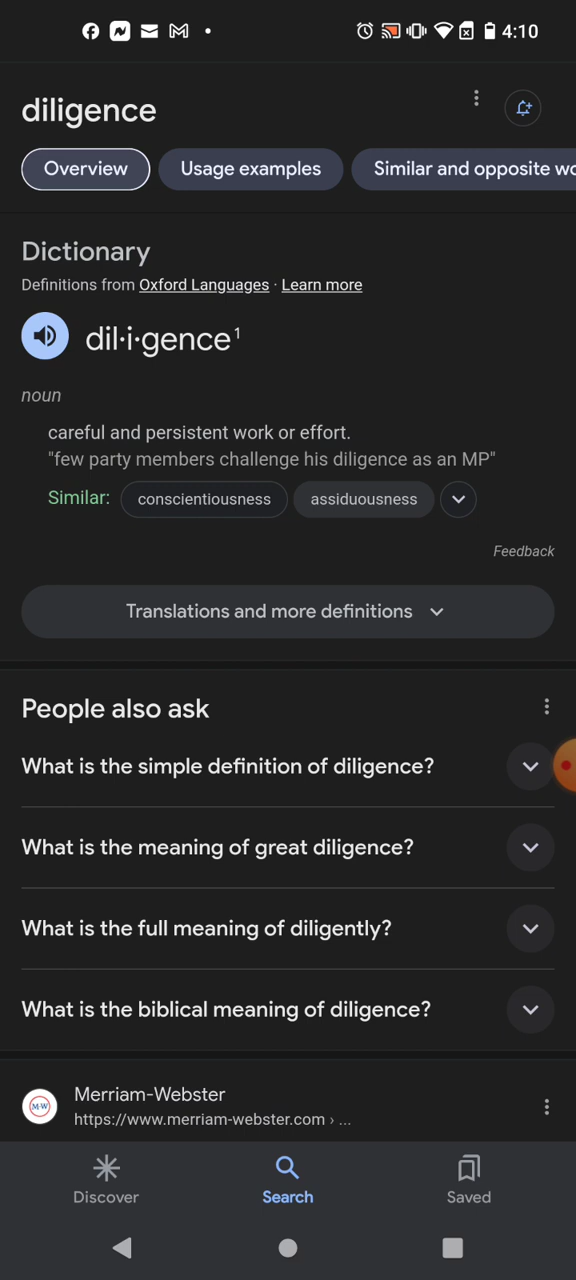 4:10
diligence
Overview
Usage examples
Similar and opposite wo
Dictionary
Definitions from Oxford Languages · Learn more
dil·i·gence¹
noun
careful and persistent work or effort.
"few party members challenge his diligence as an MP"
Similar: conscientiousness assiduousness
Feedback
Translations and more definitions
People also ask
What is the simple definition of diligence?
What is the meaning of great diligence?
What is the full meaning of diligently?
What is the biblical meaning of diligence?
M-W
Merriam-Webster
https://www.merriam-webster.com › ...
Discover
Search
Saved